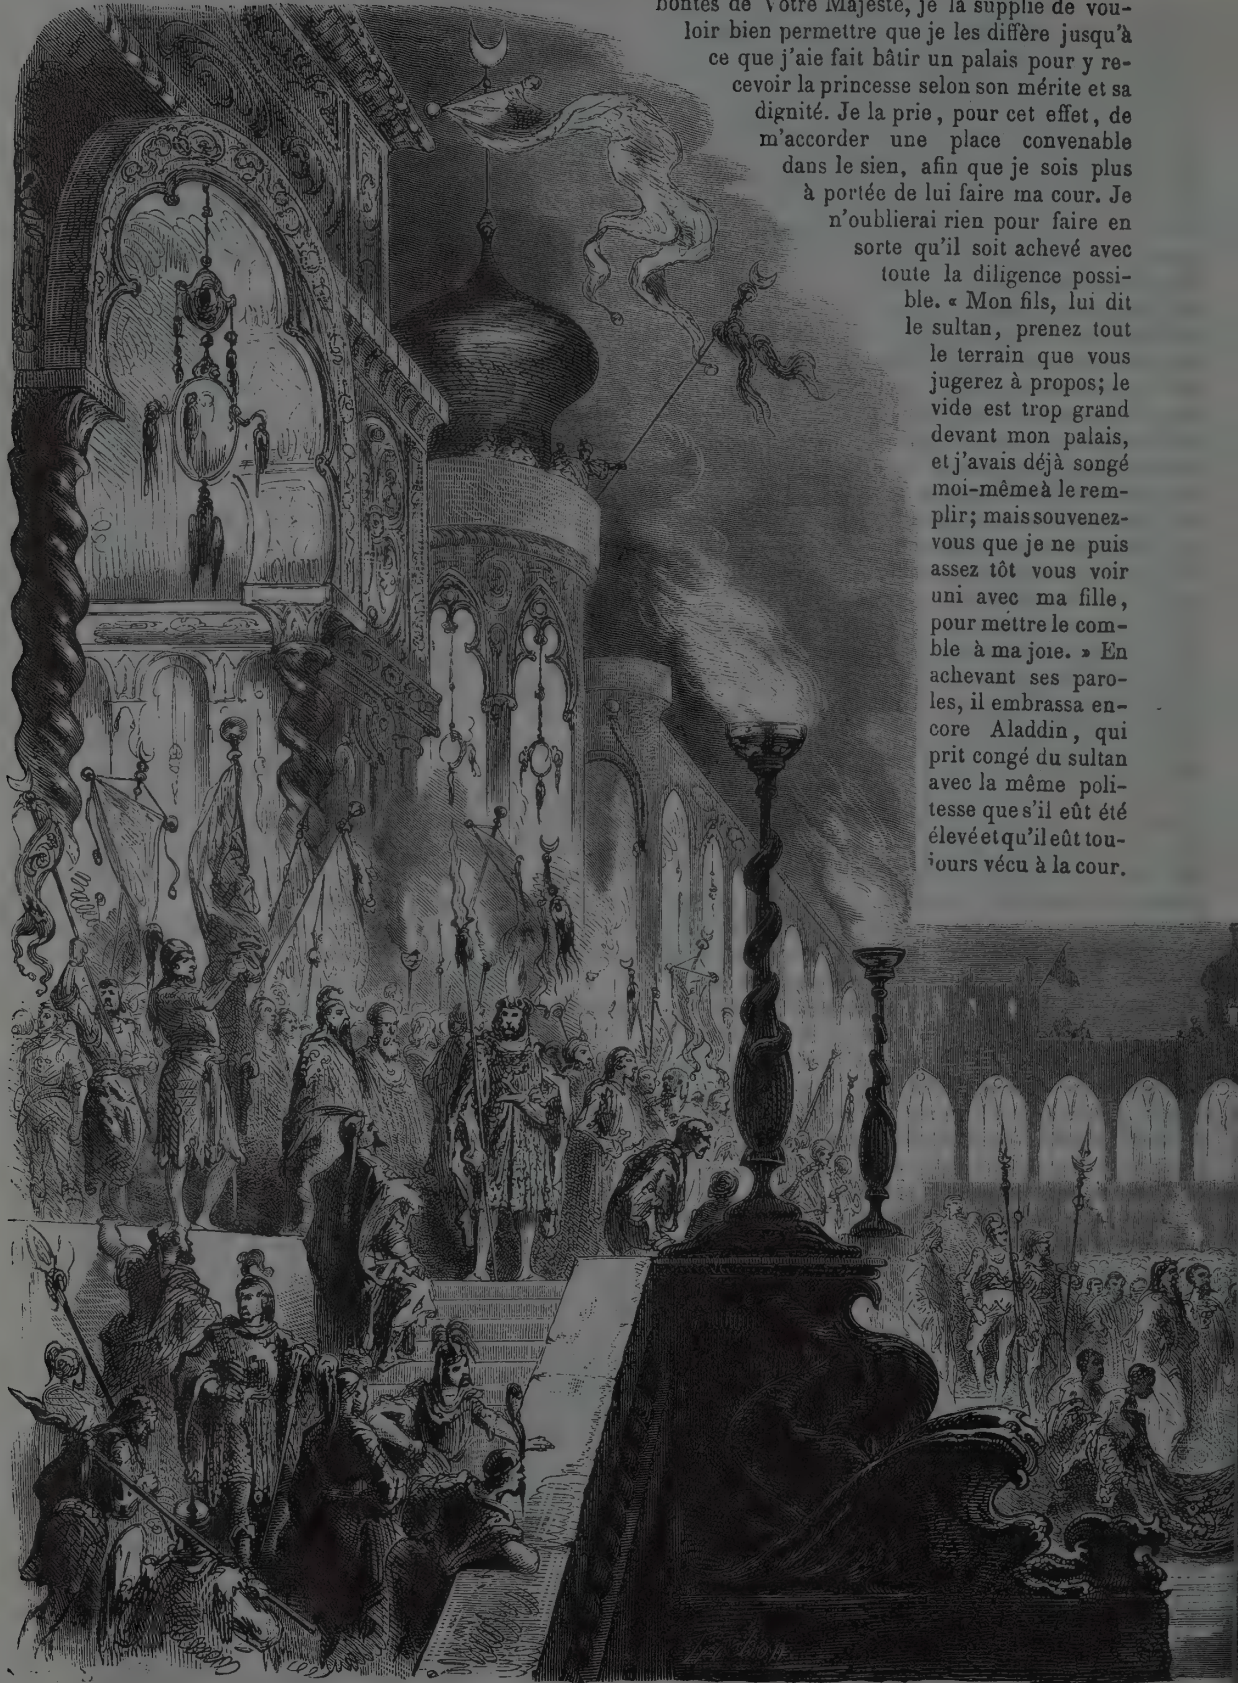 bontés de Votre Majesté, je la supplie de vou-
loir bien permettre que je les diffère jusqu'à
ce que j'aie fait bâtir un palais pour y re-
cevoir la princesse selon son mérite et sa
dignité. Je la prie, pour cet effet, de
m'accorder une place convenable
dans le sien, afin que je sois plus
à portée de lui faire ma cour. Je
n'oublierai rien pour faire en
sorte qu'il soit achevé avec
toute la diligence possi-
ble. « Mon fils, lui dit
le sultan, prenez tout
le terrain que vous
jugerez à propos; le
vide est trop grand
devant mon palais,
et j'avais déjà songé
moi-même à le rem-
plir; mais souvenez-
vous que je ne puis
assez tôt vous voir
uni avec ma fille,
pour mettre le com-
ble à ma joie. » En
achevant ses paro-
les, il embrassa en-
core Aladdin, qui
prit congé du sultan
avec la même poli-
tesse que s'il eût été
élevé et qu'il eût tou-
jours vécu à la cour.